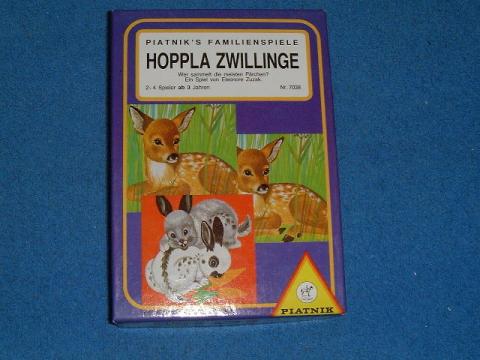 PIATNIK'S FAMILIENSPIELE
HOPPLA ZWILLINGE
Wer sammelt die meisten Pärchen?
Ein Spiel von Eleonore Zuzak.
2-4 Spieler ab 3 Jahren Nr. 7038
PIATNIK